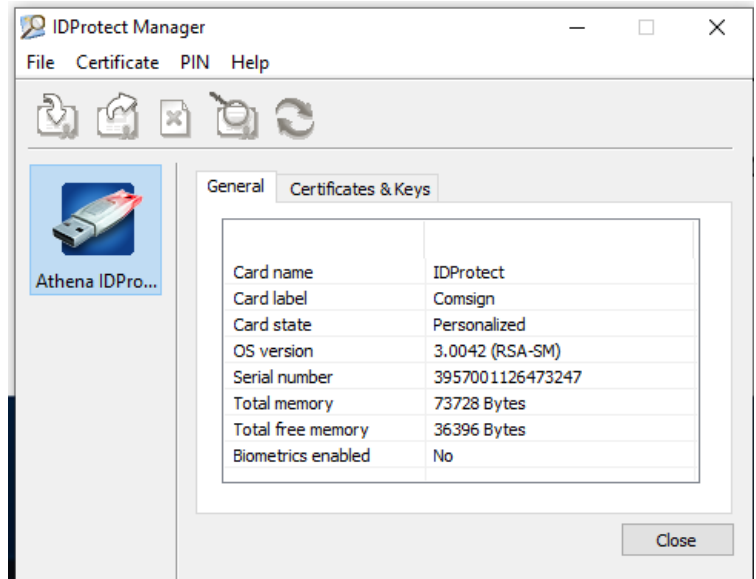 IDProtect Manager
File Certificate PIN Help
General Certificates & Keys
Athena IDPro...
Card name IDProtect
Card label Comsign
Card state Personalized
OS version 3.0042 (RSA-SM)
Serial number 3957001126473247
Total memory 73728 Bytes
Total free memory 36396 Bytes
Biometrics enabled No
Close